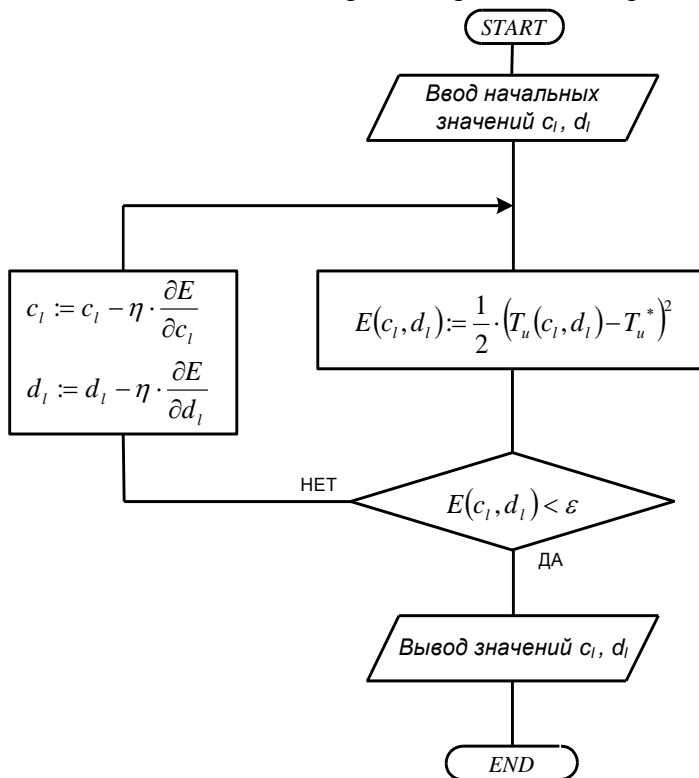 START
Ввод начальных
значений c_l, d_l
c_l := c_l − η · ∂E/∂c_l
d_l := d_l − η · ∂E/∂d_l
E(c_l, d_l) := 1/2 · (T_u(c_l, d_l) − T_u^*)^2
НЕТ
E(c_l, d_l) < ε
ДА
Вывод значений c_l, d_l
END